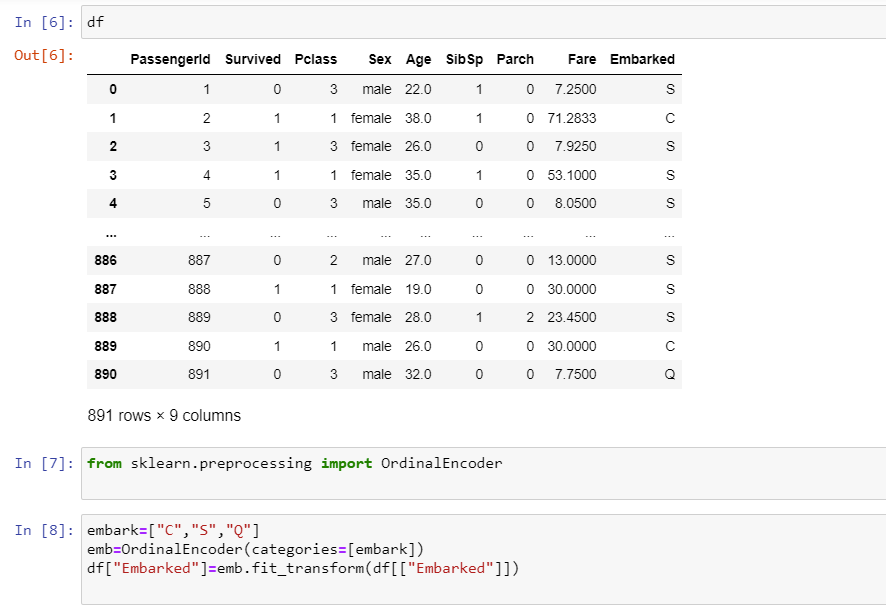 In [6]: df
Out[6]:
PassengerId Survived Pclass Sex Age SibSp Parch Fare Embarked
0 1 0 3 male 22.0 1 0 7.2500 S
1 2 1 1 female 38.0 1 0 71.2833 C
2 3 1 3 female 26.0 0 0 7.9250 S
3 4 1 1 female 35.0 1 0 53.1000 S
4 5 0 3 male 35.0 0 0 8.0500 S
... ... ... ... ... ... ... ... ... ...
886 887 0 2 male 27.0 0 0 13.0000 S
887 888 1 1 female 19.0 0 0 30.0000 S
888 889 0 3 female 28.0 1 2 23.4500 S
889 890 1 1 male 26.0 0 0 30.0000 C
890 891 0 3 male 32.0 0 0 7.7500 Q
891 rows × 9 columns
In [7]: from sklearn.preprocessing import OrdinalEncoder
In [8]: embark=["C","S","Q"]
emb=OrdinalEncoder(categories=[embark])
df["Embarked"]=emb.fit_transform(df[["Embarked"]])